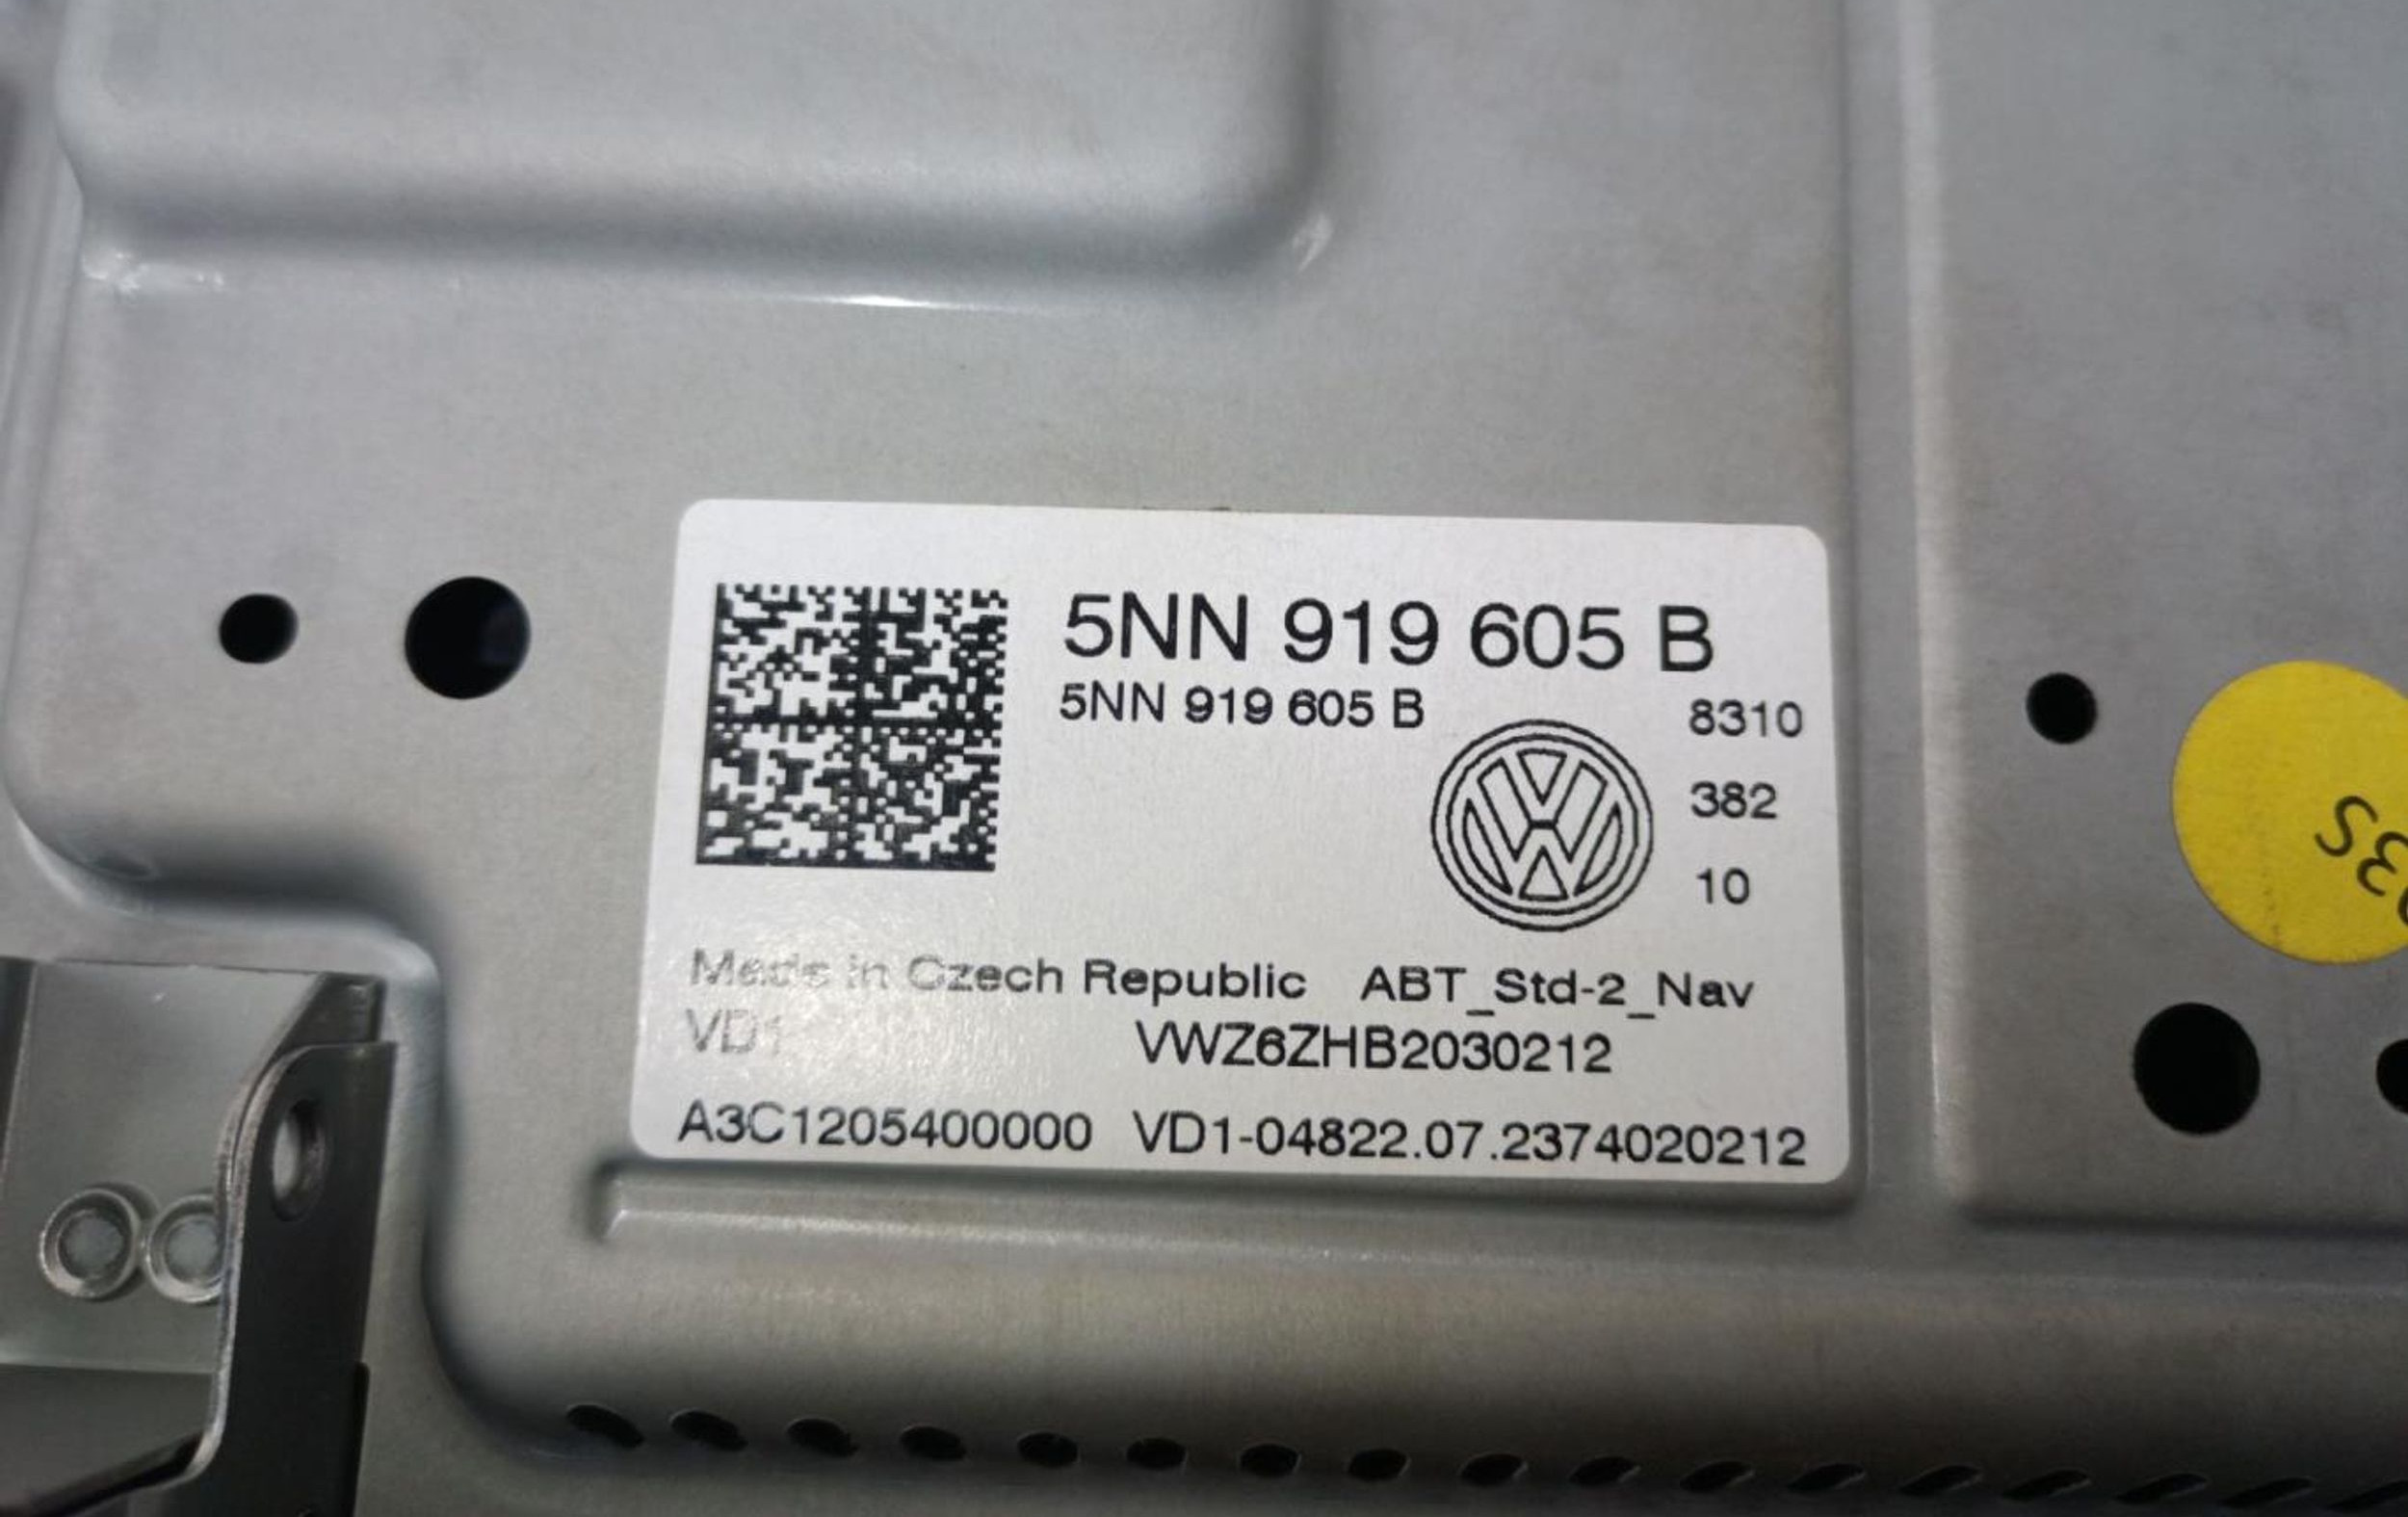 5NN 919 605 B
5NN 919 605 B
8310
382
10
Made in Czech Republic ABT_Std-2_Nav
VD1 VWZ6ZHB2030212
A3C1205400000 VD1-04822.07.2374020212